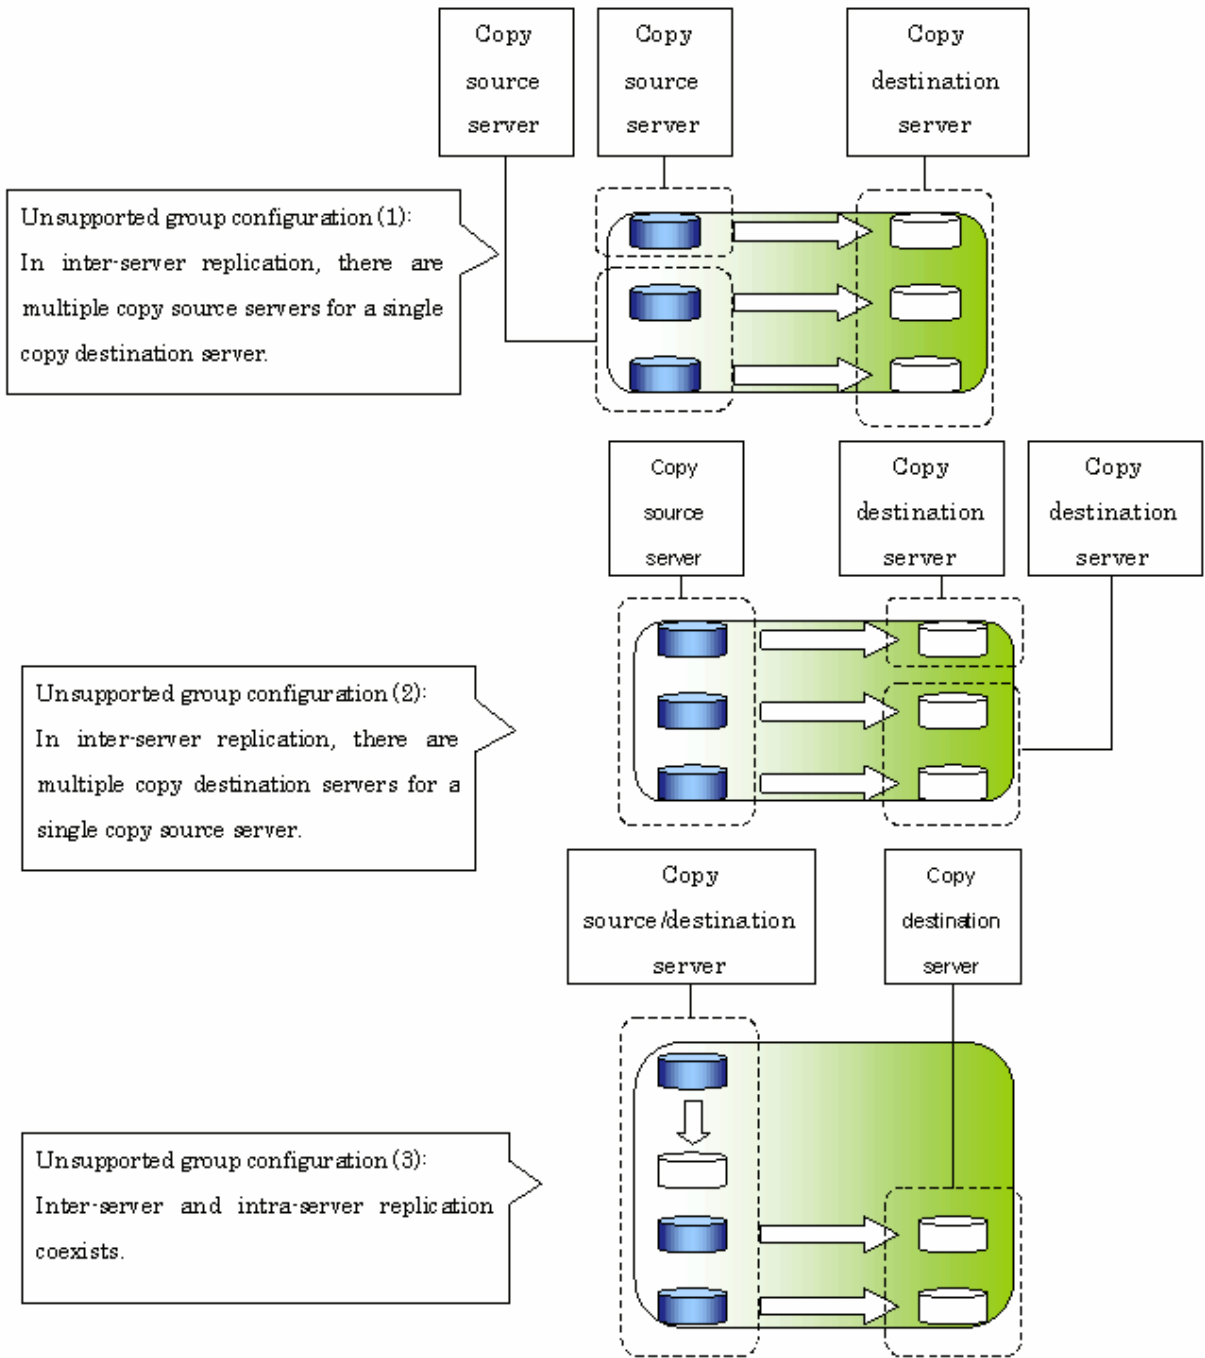 Copy
source
server
Copy
source
server
Copy
destination
server
Unsupported group configuration (1):
In inter-server replication, there are
multiple copy source servers for a single
copy destination server.
Copy
source
server
Copy
destination
server
Copy
destination
server
Unsupported group configuration (2):
In inter-server replication, there are
multiple copy destination servers for a
single copy source server.
Copy
source/destination
server
Copy
destination
server
Unsupported group configuration (3):
Inter-server and intra-server replication
coexists.